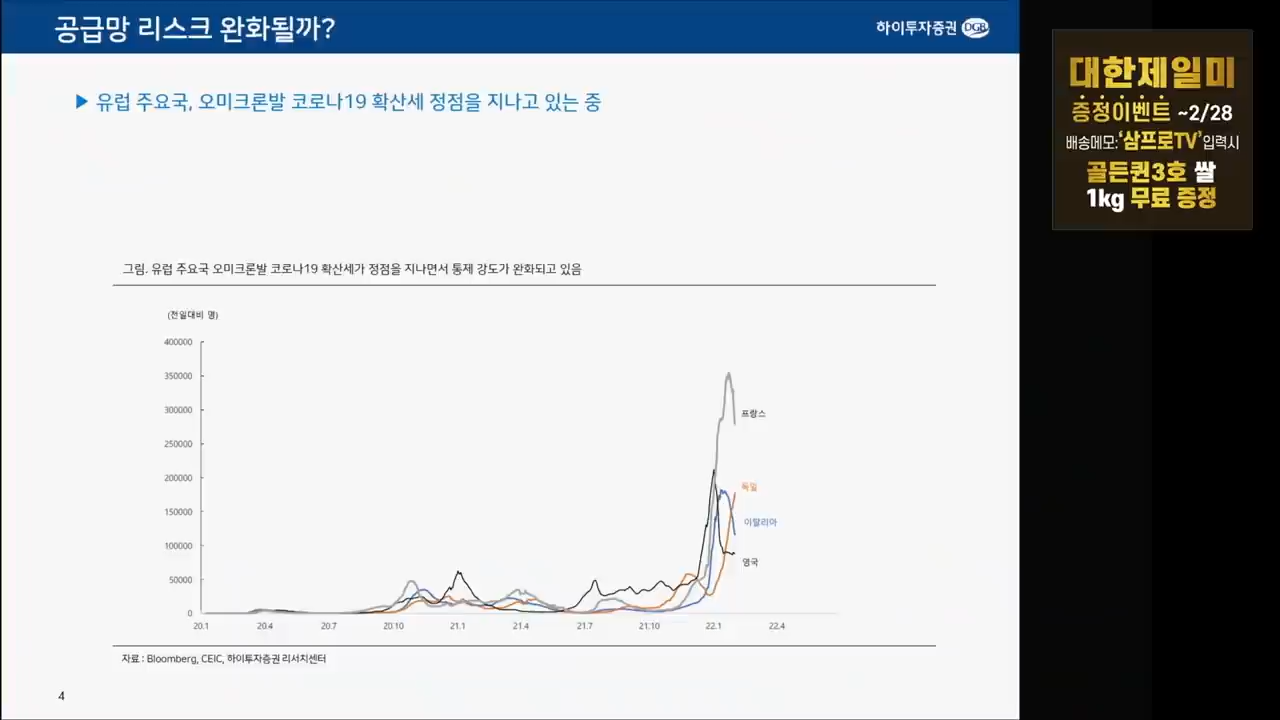 공급망 리스크 완화될까?
하이투자증권 DGB
▶ 유럽 주요국, 오미크론발 코로나19 확산세 정점을 지나고 있는 중
그림. 유럽 주요국 오미크론발 코로나19 확산세가 정점을 지나면서 통제 강도가 완화되고 있음
(전일대비 명)
400000
350000
300000
250000
200000
150000
100000
50000
0
프랑스
독일
이탈리아
영국
20.1 20.4 20.7 20.10 21.1 21.4 21.7 21.10 22.1 22.4
자료 : Bloomberg, CEIC, 하이투자증권 리서치센터
4
대한제일미
증정이벤트 ~2/28
배송메모:'삼프로TV'입력시
골든퀸3호 쌀
1kg 무료 증정